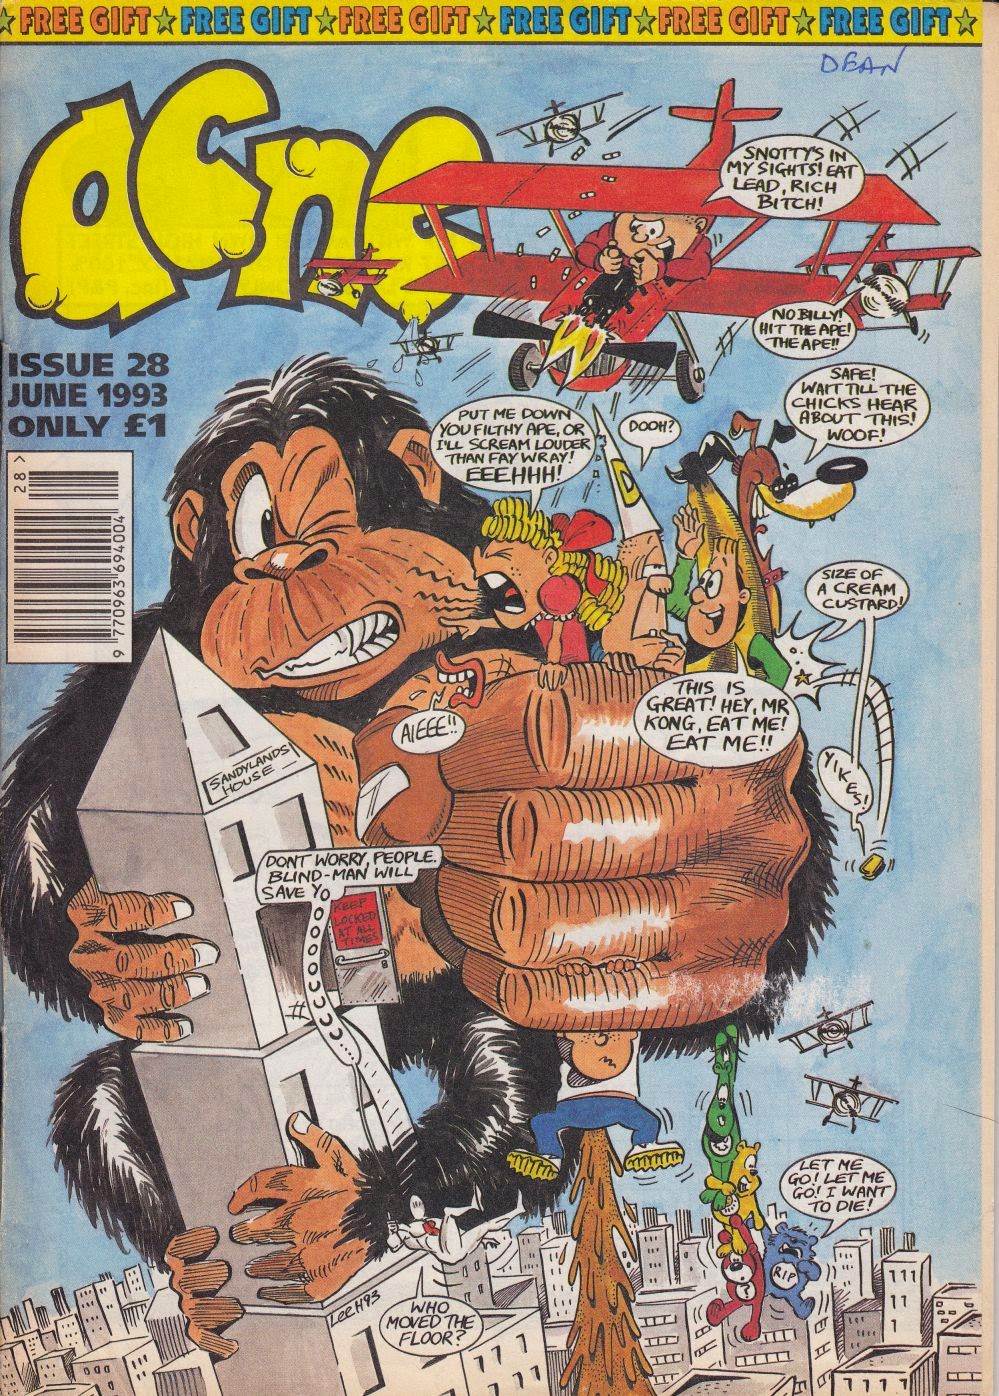 FREE GIFT FREE GIFT FREE GIFT FREE GIFT FREE GIFT FREE GIFT
DEAN
acne
ISSUE 28
JUNE 1993
ONLY £1
28>
9 770963 694004
SNOTTY'S IN
MY SIGHTS! EAT
LEAD, RICH
BITCH!
NO BILLY!
HIT THE APE!
THE APE!!
SAFE!
WAIT TILL THE
CHICKS HEAR
ABOUT THIS!
WOOF!
PUT ME DOWN
YOU FILTHY APE, OR
I'LL SCREAM LOUDER
THAN FAY WRAY!
EEEHHH!
DOOH?
D
SIZE OF
A CREAM
CUSTARD!
THIS IS
GREAT! HEY, MR
KONG, EAT ME!
EAT ME!!
AIEEE!!
YIKES!
SANDYLANDS
HOUSE
DONT WORRY, PEOPLE.
BLIND-MAN WILL
SAVE YOOOOOOO
KEEP
LOCKED
AT ALL
TIMES
LET ME
GO! LET ME
GO! I WANT
TO DIE!
RIP
?
WHO
MOVED THE
FLOOR?
Lee H93